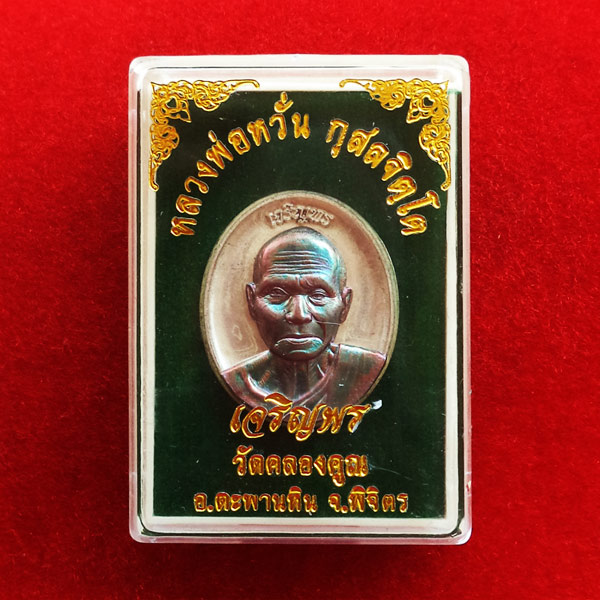 หลวงพ่อหวั่น กุสลจิตฺโต
เจริญพร
เจริญพร
วัดคลองคูณ
อ.ตะพานหิน จ.พิจิตร